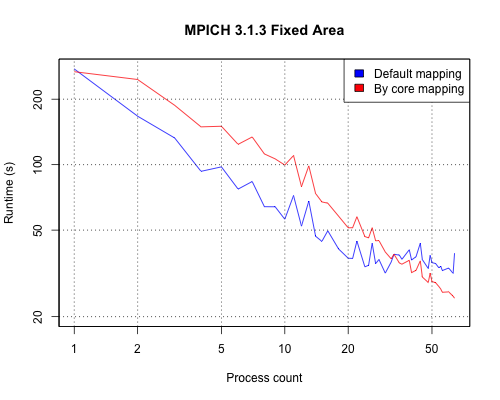 MPICH 3.1.3 Fixed Area
Default mapping
By core mapping
Runtime (s)
200
100
50
20
1 2 5 10 20 50
Process count